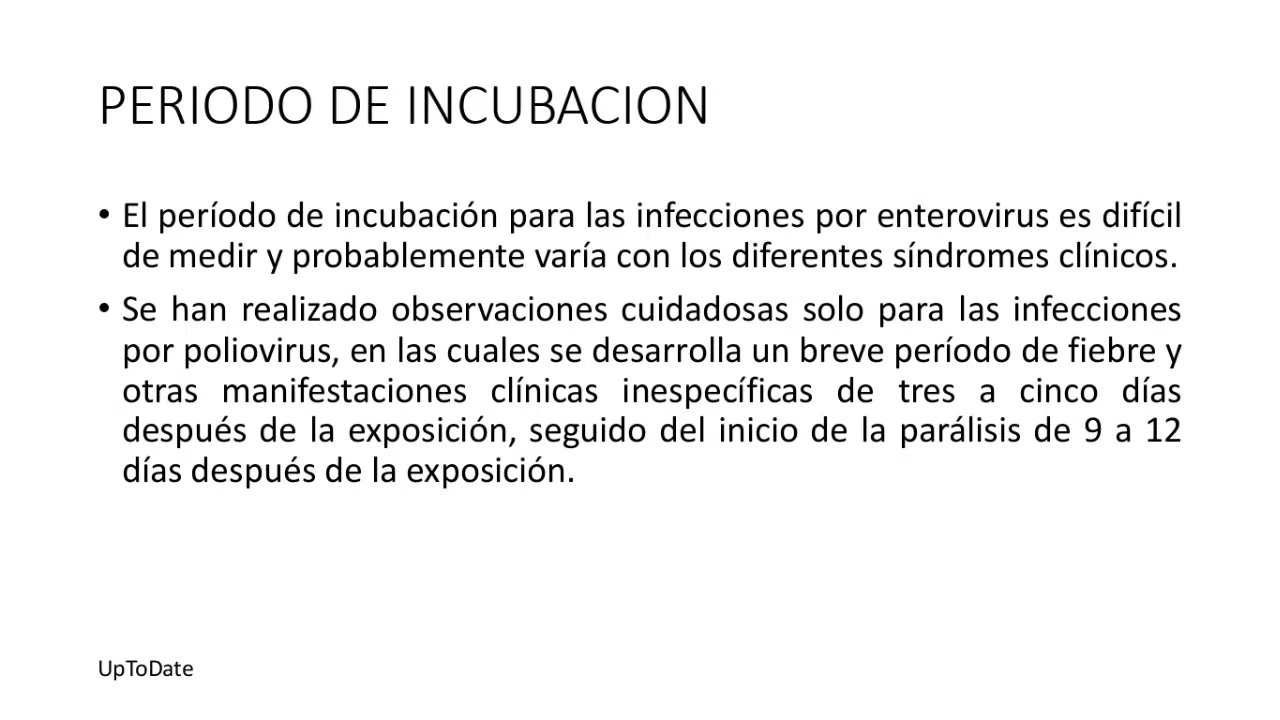 PERIODO DE INCUBACION
• El período de incubación para las infecciones por enterovirus es difícil
de medir y probablemente varía con los diferentes síndromes clínicos.
• Se han realizado observaciones cuidadosas solo para las infecciones
por poliovirus, en las cuales se desarrolla un breve período de fiebre y
otras manifestaciones clínicas inespecíficas de tres a cinco días
después de la exposición, seguido del inicio de la parálisis de 9 a 12
días después de la exposición.
UpToDate